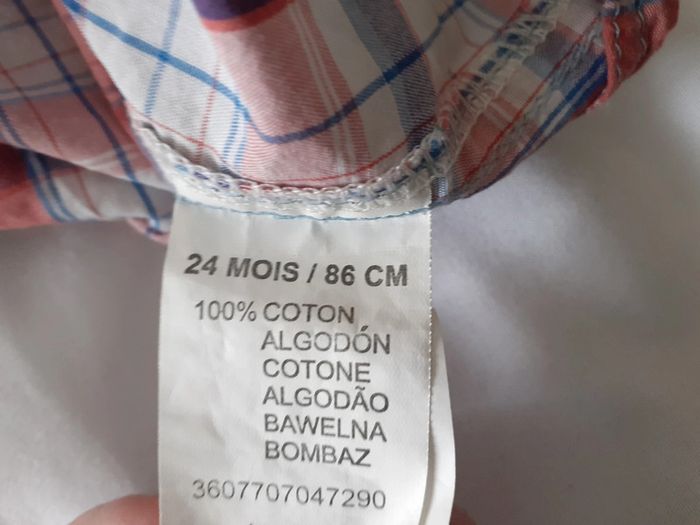 24 MOIS / 86 CM
100% COTON
ALGODÓN
COTONE
ALGODÃO
BAWELNA
BOMBAZ
3607707047290